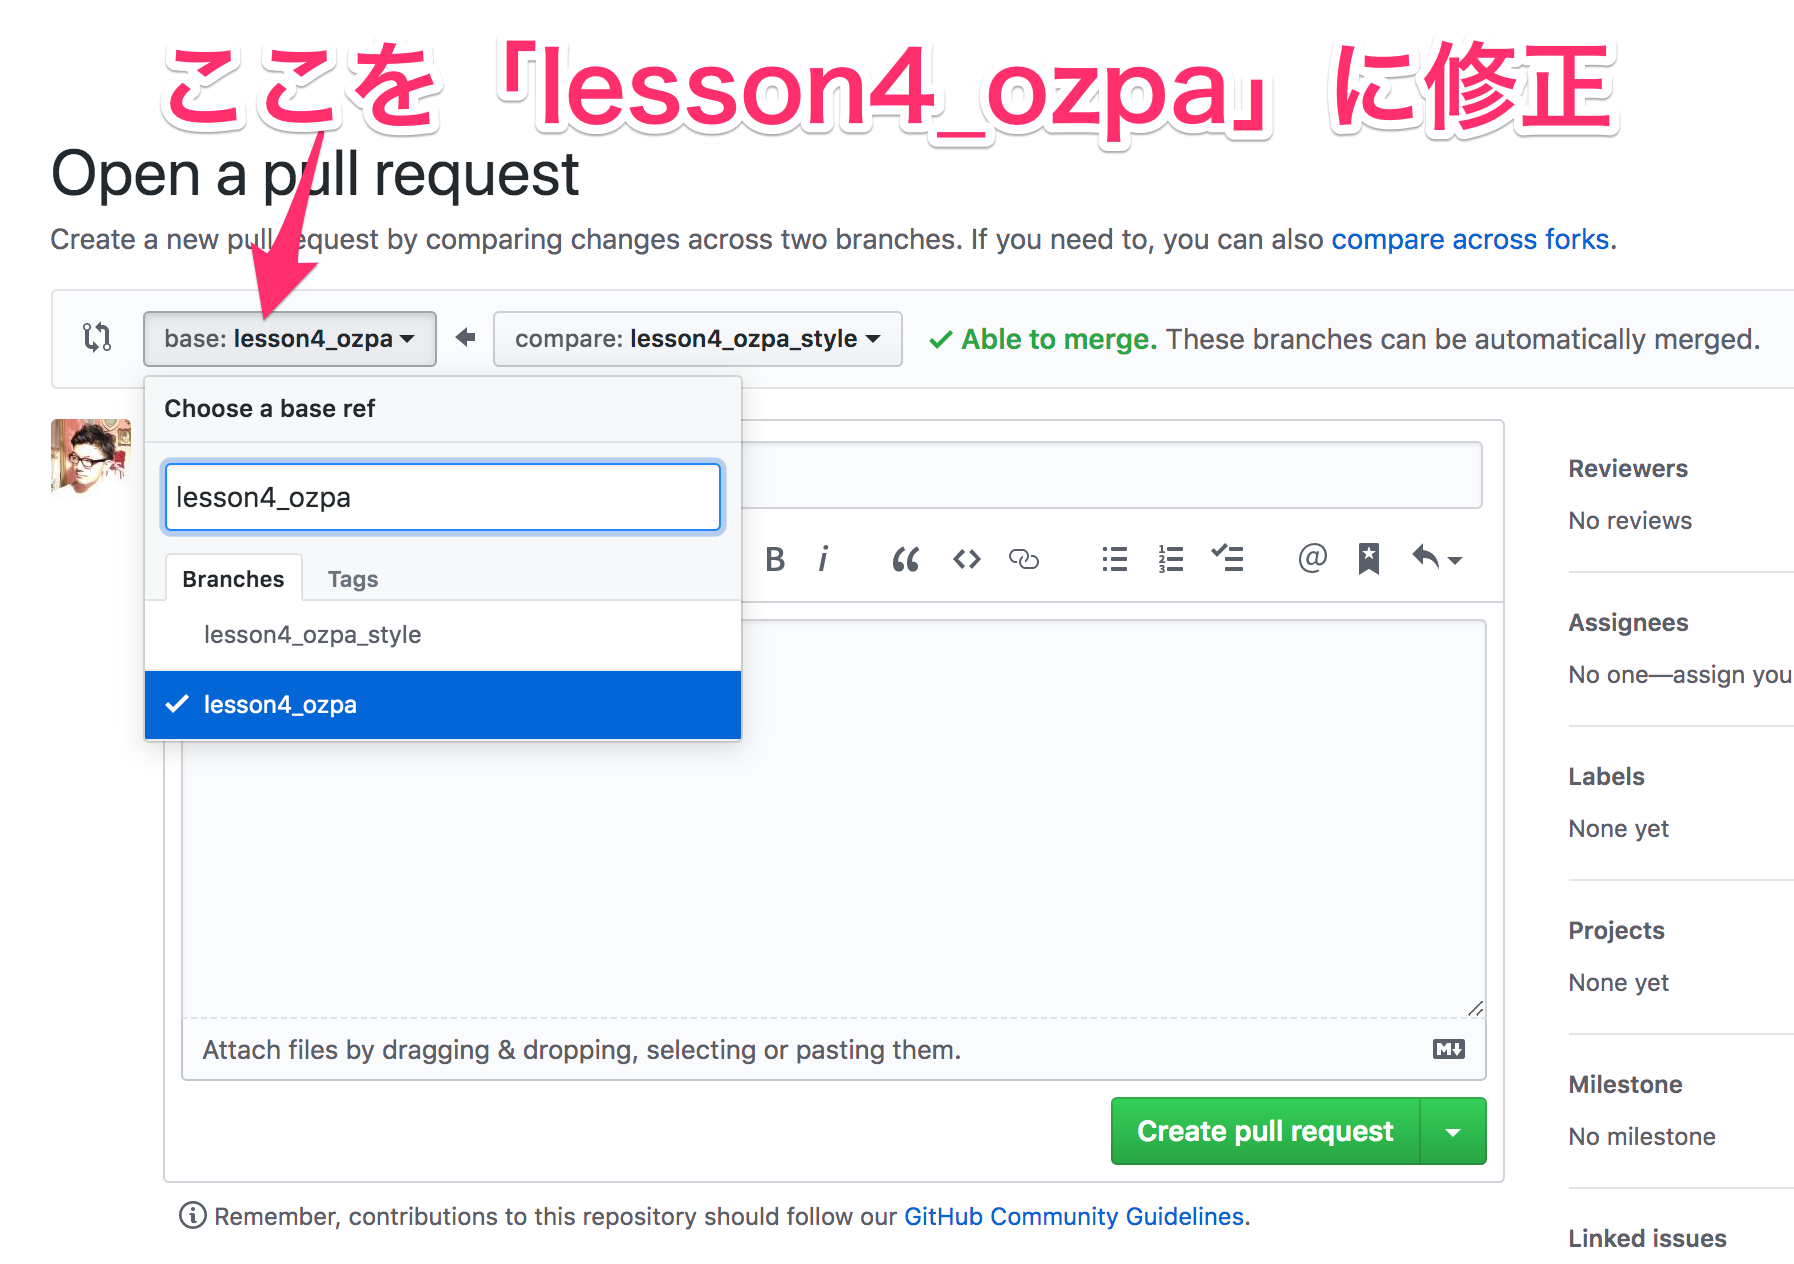 ここを「lesson4_ozpa」に修正
Open a pull request
Create a new pull request by comparing changes across two branches. If you need to, you can also compare across forks.
base: lesson4_ozpa
compare: lesson4_ozpa_style
Able to merge. These branches can be automatically merged.
Choose a base ref
lesson4_ozpa
Branches
Tags
lesson4_ozpa_style
lesson4_ozpa
Reviewers
No reviews
Assignees
No one—assign you
Labels
None yet
Projects
None yet
Attach files by dragging & dropping, selecting or pasting them.
Milestone
No milestone
Create pull request
Remember, contributions to this repository should follow our GitHub Community Guidelines.
Linked issues